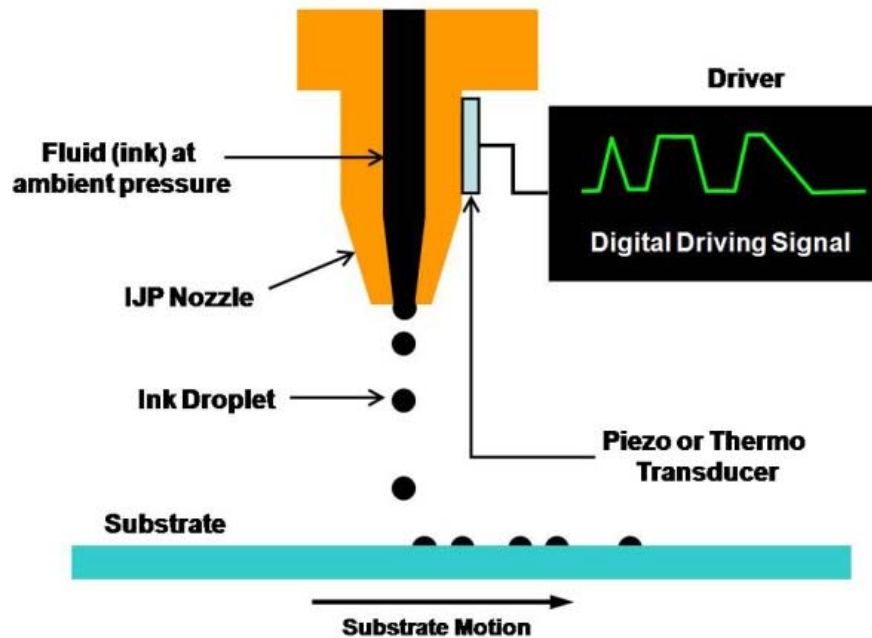 Driver
Fluid (ink) at
ambient pressure
Digital Driving Signal
IJP Nozzle
Ink Droplet
Piezo or Thermo
Transducer
Substrate
Substrate Motion